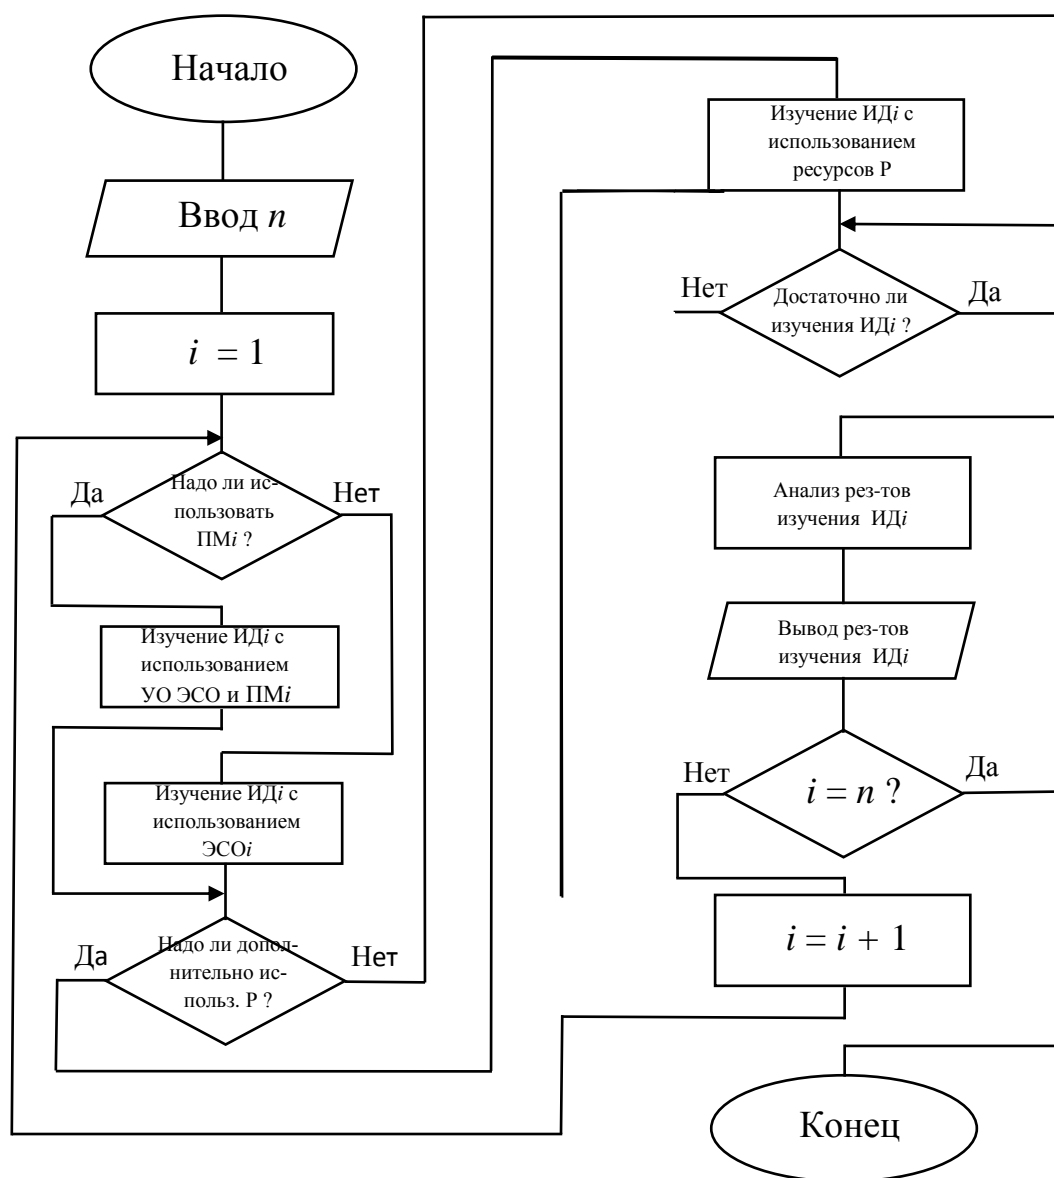 Начало
Ввод n
i = 1
Надо ли ис-
пользовать
ПМi ?
Да
Нет
Изучение ИДi с
использованием
УО ЭСО и ПМi
Изучение ИДi с
использованием
ЭСОi
Надо ли допол-
нительно ис-
польз. Р ?
Да
Нет
Изучение ИДi с
использованием
ресурсов Р
Достаточно ли
изучения ИДi ?
Нет
Да
Анализ рез-тов
изучения ИДi
Вывод рез-тов
изучения ИДi
i = n ?
Нет
Да
i = i + 1
Конец